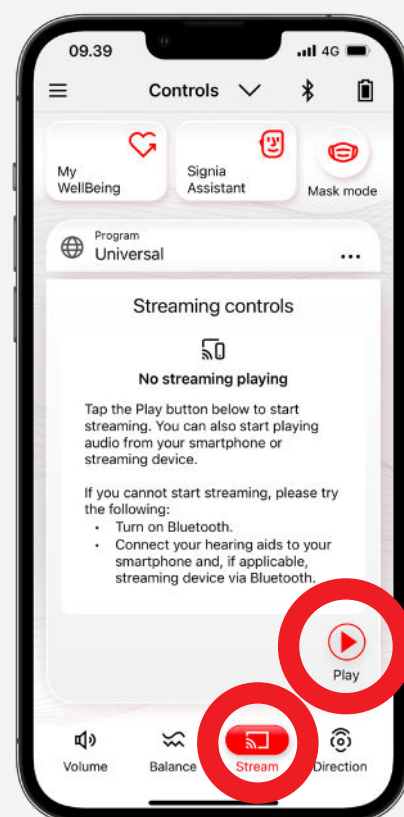 09.39
4G
Controls
My
WellBeing
Signia
Assistant
Mask mode
Program
Universal
...
Streaming controls
No streaming playing
Tap the Play button below to start
streaming. You can also start playing
audio from your smartphone or
streaming device.
If you cannot start streaming, please try
the following:
• Turn on Bluetooth.
• Connect your hearing aids to your
smartphone and, if applicable,
streaming device via Bluetooth.
Play
Volume
Balance
Stream
Direction